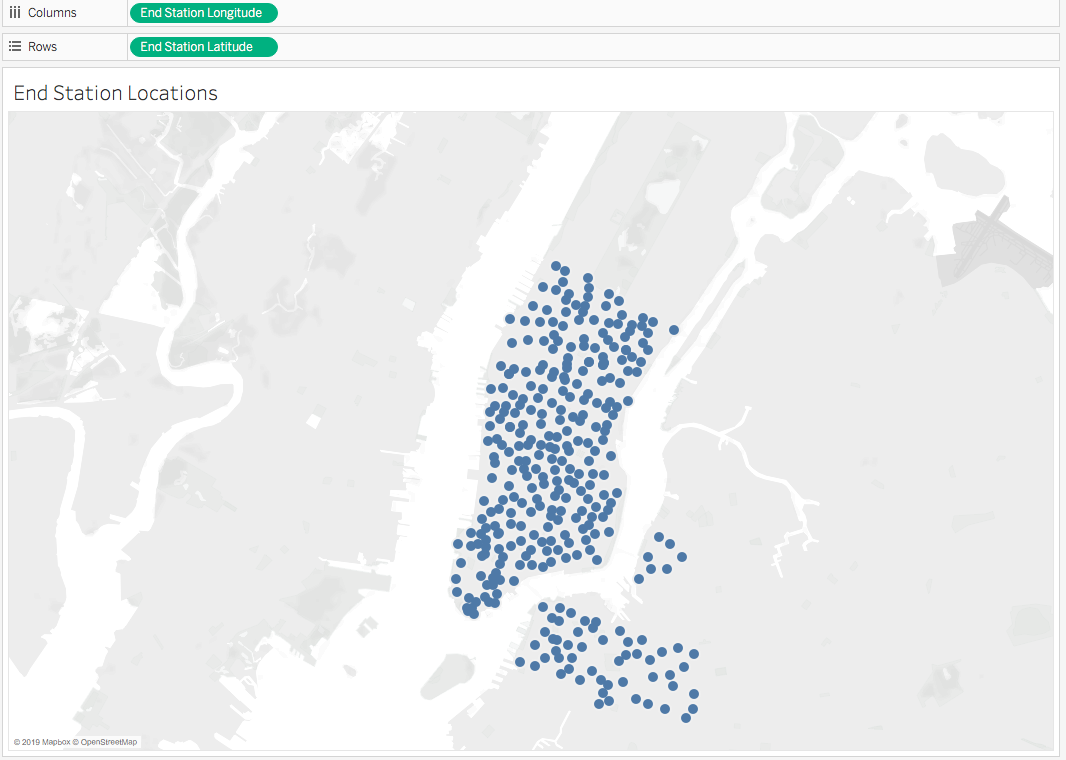 Columns End Station Longitude
Rows End Station Latitude
End Station Locations
© 2019 Mapbox © OpenStreetMap